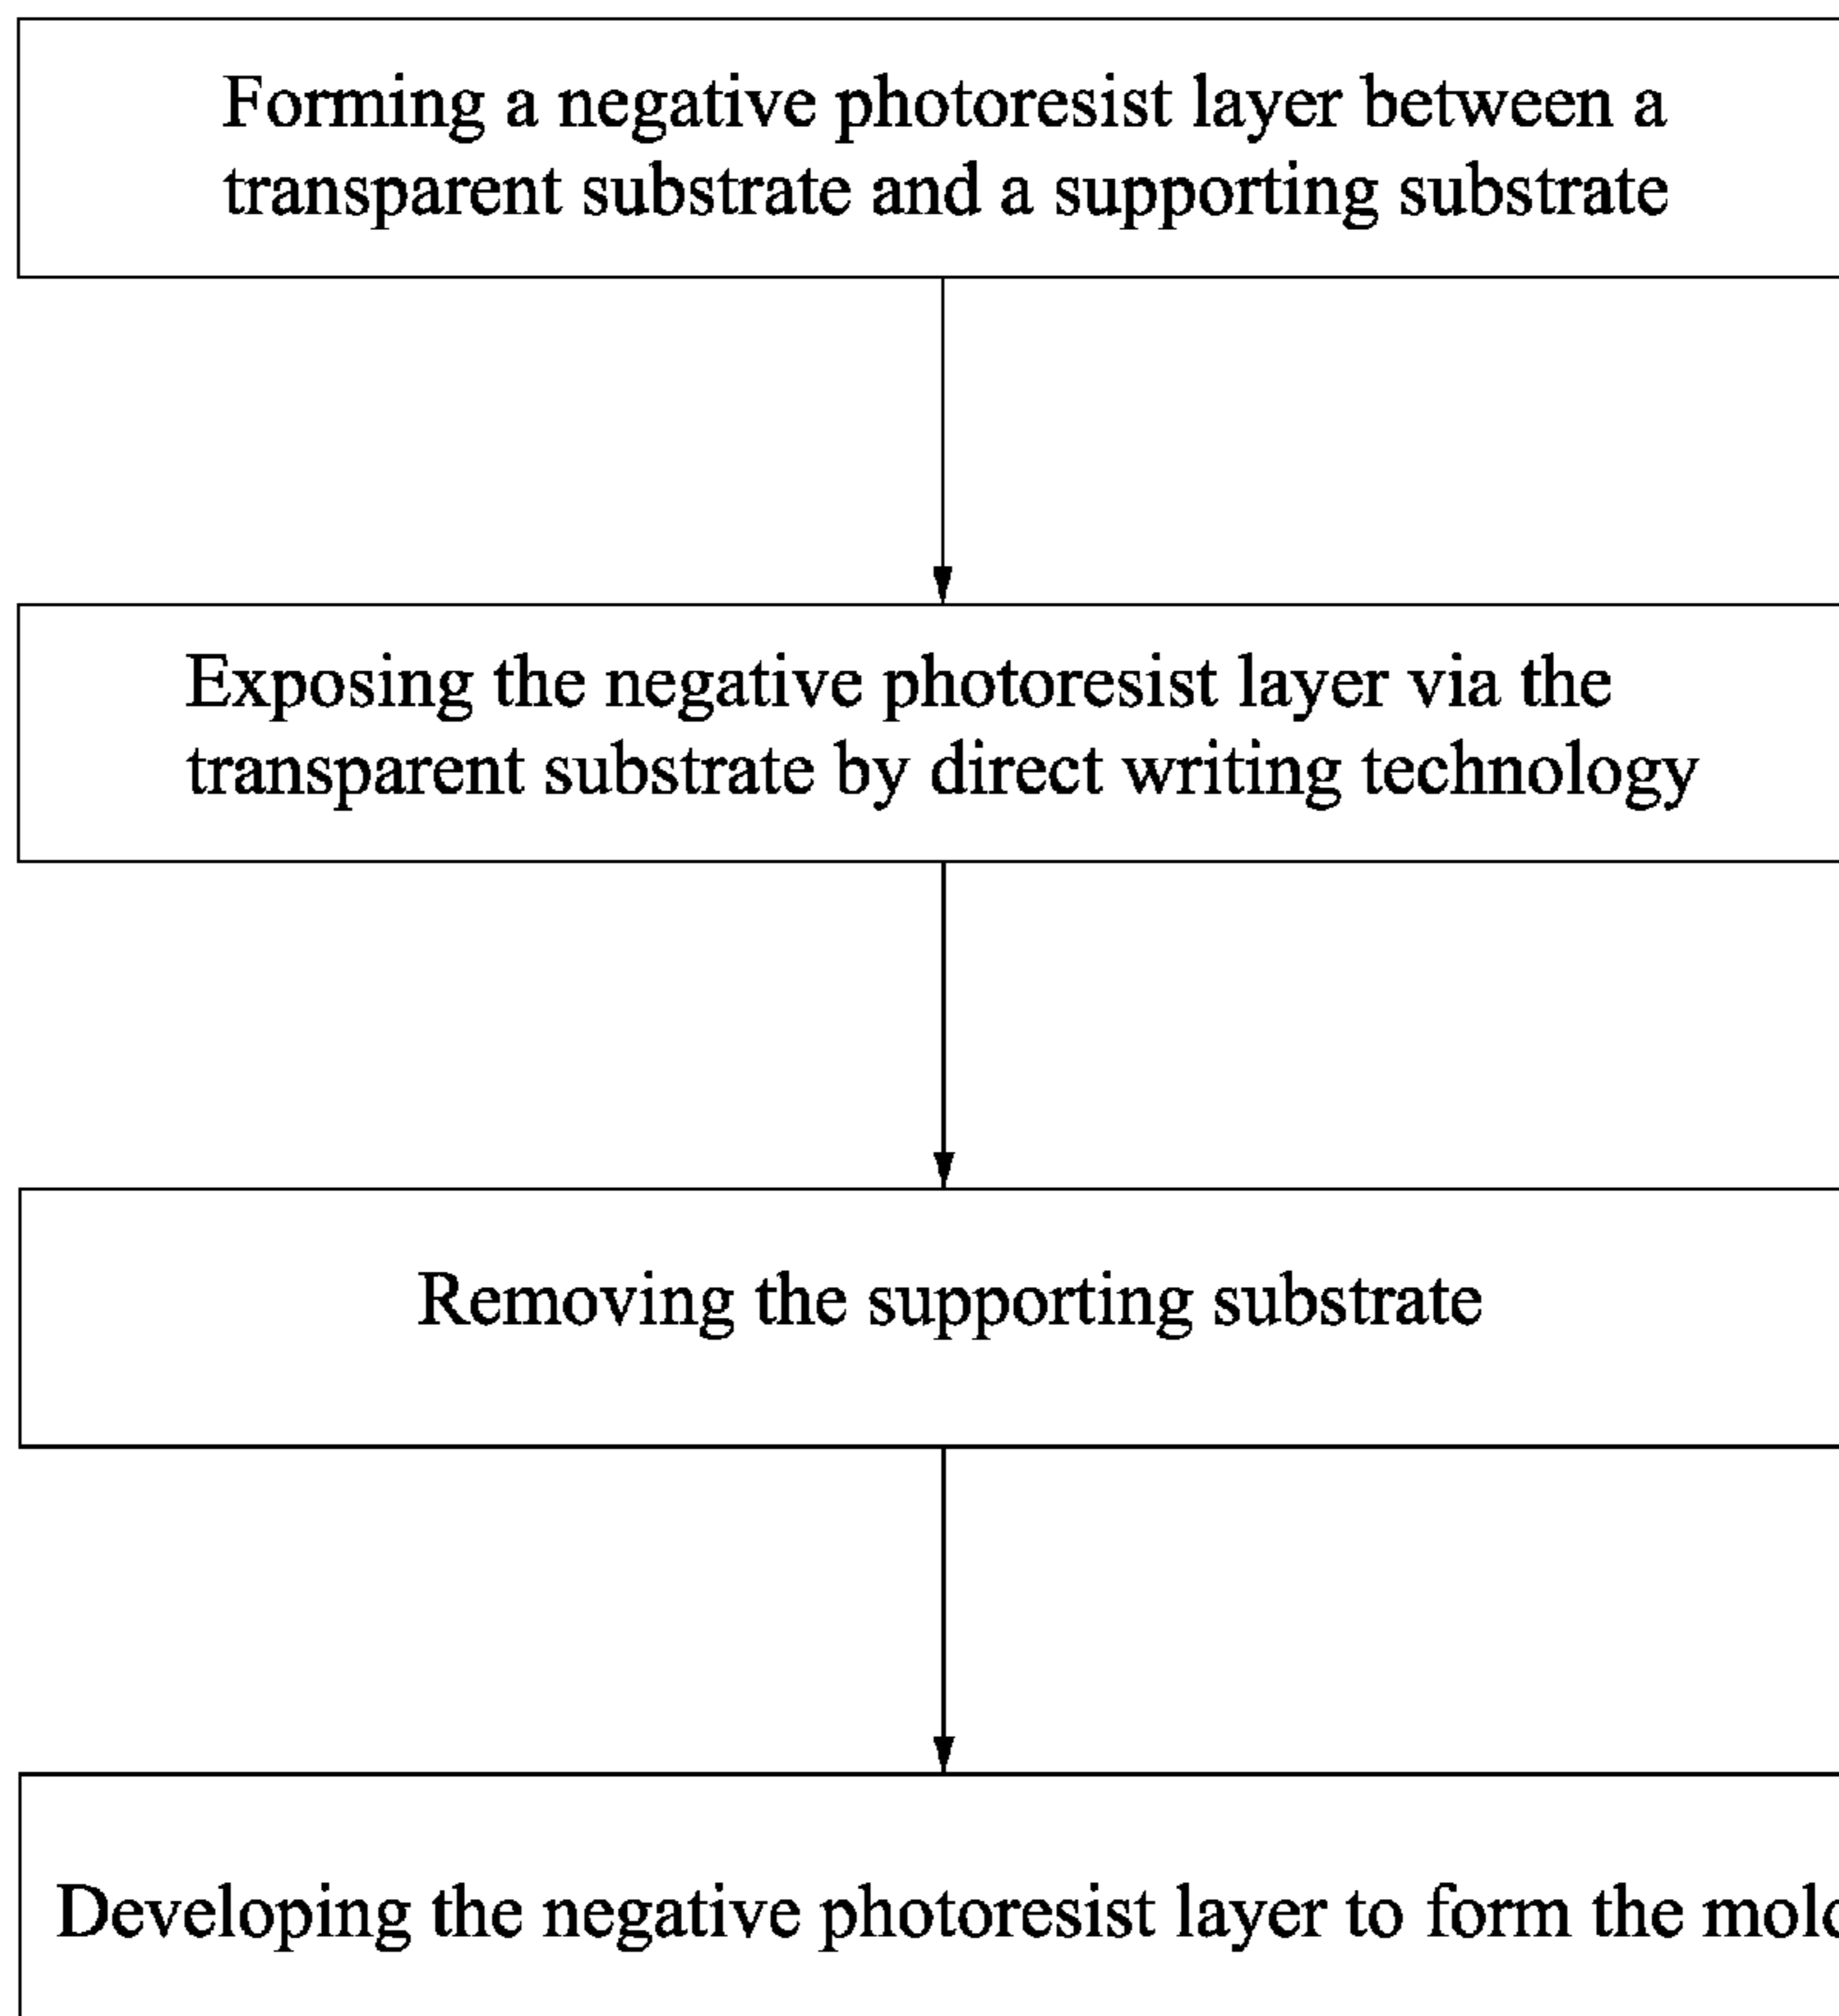 Forming a negative photoresist layer between a
transparent substrate and a supporting substrate
Exposing the negative photoresist layer via the
transparent substrate by direct writing technology
Removing the supporting substrate
Developing the negative photoresist layer to form the